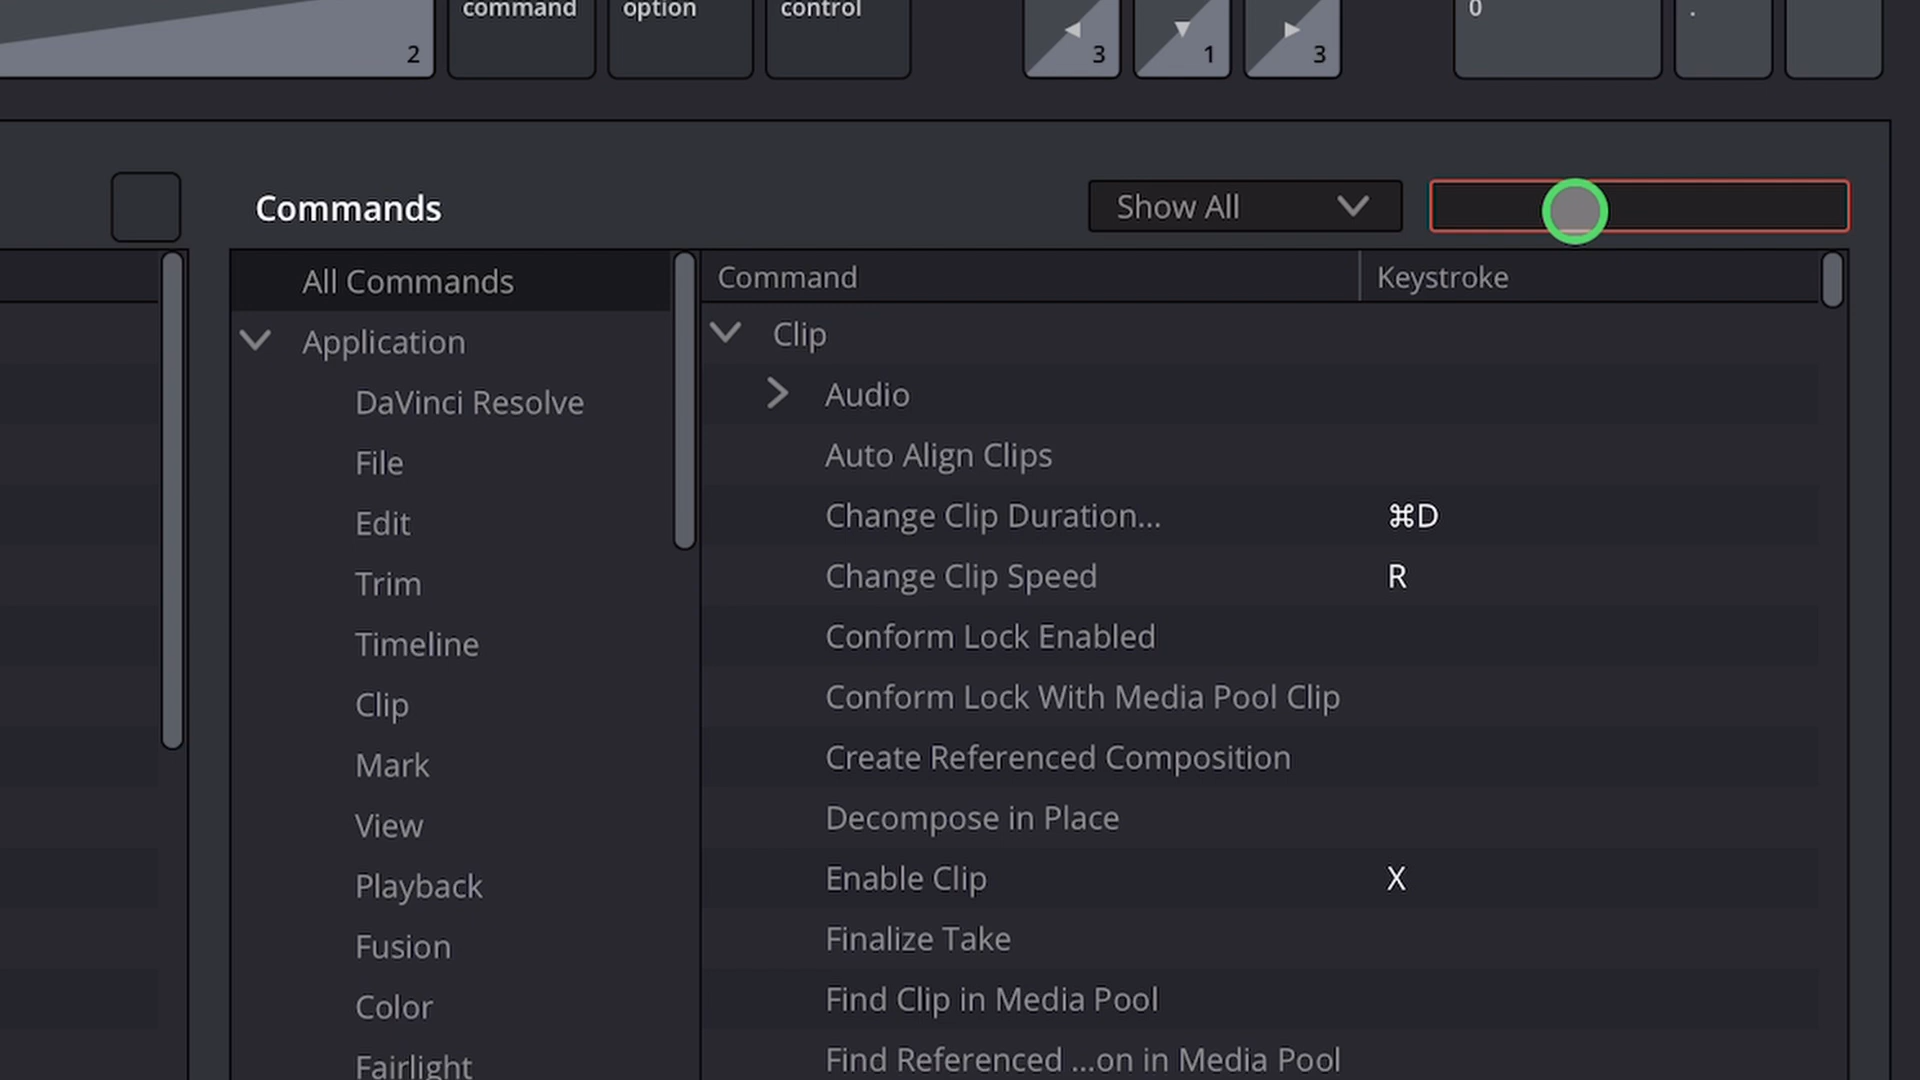 command option control 0 .
2 3 1 3
Commands Show All
All Commands
Application
DaVinci Resolve
File
Edit
Trim
Timeline
Clip
Mark
View
Playback
Fusion
Color
Fairlight
Command Keystroke
Clip
Audio
Auto Align Clips
Change Clip Duration... ⌘D
Change Clip Speed R
Conform Lock Enabled
Conform Lock With Media Pool Clip
Create Referenced Composition
Decompose in Place
Enable Clip X
Finalize Take
Find Clip in Media Pool
Find Referenced ...on in Media Pool